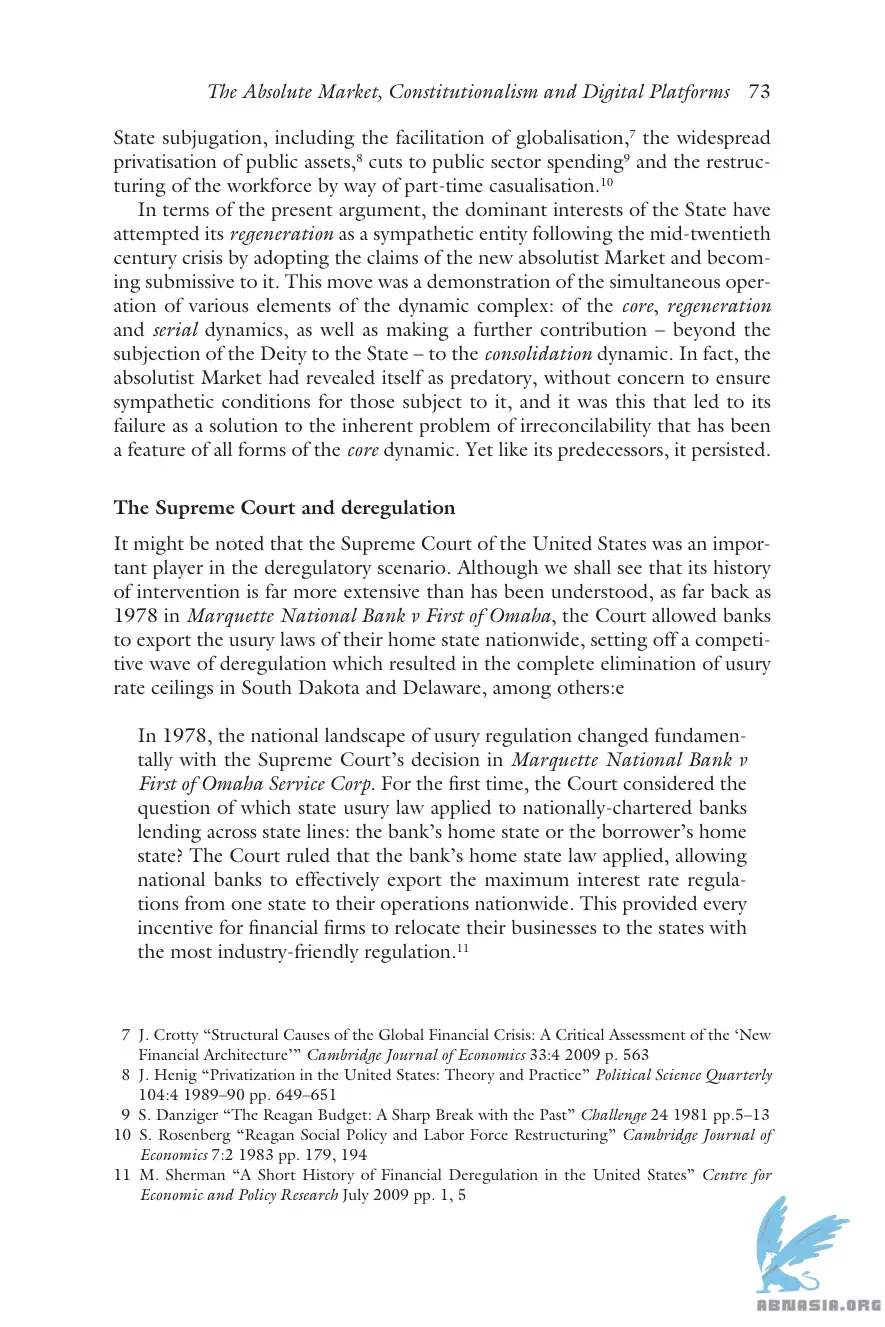 The Absolute Market, Constitutionalism and Digital Platforms 73
State subjugation, including the facilitation of globalisation,⁷ the widespread
privatisation of public assets,⁸ cuts to public sector spending⁹ and the restruc-
turing of the workforce by way of part-time casualisation.¹⁰
In terms of the present argument, the dominant interests of the State have
attempted its regeneration as a sympathetic entity following the mid-twentieth
century crisis by adopting the claims of the new absolutist Market and becom-
ing submissive to it. This move was a demonstration of the simultaneous oper-
ation of various elements of the dynamic complex: of the core, regeneration
and serial dynamics, as well as making a further contribution – beyond the
subjection of the Deity to the State – to the consolidation dynamic. In fact, the
absolutist Market had revealed itself as predatory, without concern to ensure
sympathetic conditions for those subject to it, and it was this that led to its
failure as a solution to the inherent problem of irreconcilability that has been
a feature of all forms of the core dynamic. Yet like its predecessors, it persisted.
The Supreme Court and deregulation
It might be noted that the Supreme Court of the United States was an impor-
tant player in the deregulatory scenario. Although we shall see that its history
of intervention is far more extensive than has been understood, as far back as
1978 in Marquette National Bank v First of Omaha, the Court allowed banks
to export the usury laws of their home state nationwide, setting off a competi-
tive wave of deregulation which resulted in the complete elimination of usury
rate ceilings in South Dakota and Delaware, among others:e
In 1978, the national landscape of usury regulation changed fundamen-
tally with the Supreme Court's decision in Marquette National Bank v
First of Omaha Service Corp. For the first time, the Court considered the
question of which state usury law applied to nationally-chartered banks
lending across state lines: the bank's home state or the borrower's home
state? The Court ruled that the bank's home state law applied, allowing
national banks to effectively export the maximum interest rate regula-
tions from one state to their operations nationwide. This provided every
incentive for financial firms to relocate their businesses to the states with
the most industry-friendly regulation.¹¹
7 J. Crotty “Structural Causes of the Global Financial Crisis: A Critical Assessment of the ‘New
Financial Architecture’” Cambridge Journal of Economics 33:4 2009 p. 563
8 J. Henig “Privatization in the United States: Theory and Practice” Political Science Quarterly
104:4 1989–90 pp. 649–651
9 S. Danziger “The Reagan Budget: A Sharp Break with the Past” Challenge 24 1981 pp.5–13
10 S. Rosenberg “Reagan Social Policy and Labor Force Restructuring” Cambridge Journal of
Economics 7:2 1983 pp. 179, 194
11 M. Sherman “A Short History of Financial Deregulation in the United States” Centre for
Economic and Policy Research July 2009 pp. 1, 5
ABNASIA.ORG